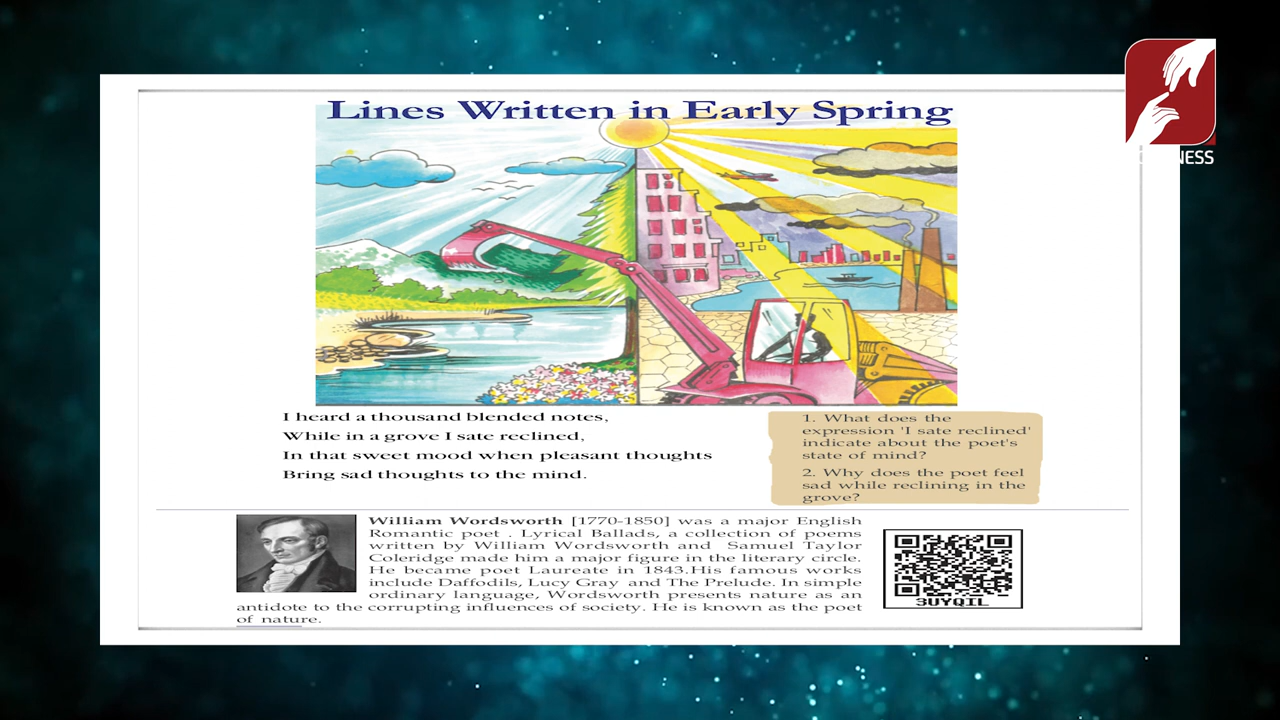 Lines Written in Early Spring
NESS
I heard a thousand blended notes,
While in a grove I sate reclined,
In that sweet mood when pleasant thoughts
Bring sad thoughts to the mind.
1. What does the
expression 'I sate reclined'
indicate about the poet's
state of mind?
2. Why does the poet feel
sad while reclining in the
grove?
William Wordsworth [1770-1850] was a major English
Romantic poet . Lyrical Ballads, a collection of poems
written by William Wordsworth and Samuel Taylor
Coleridge made him a major figure in the literary circle.
He became poet Laureate in 1843.His famous works
include Daffodils, Lucy Gray and The Prelude. In simple
ordinary language, Wordsworth presents nature as an
antidote to the corrupting influences of society. He is known as the poet
of nature.
3UYQIL